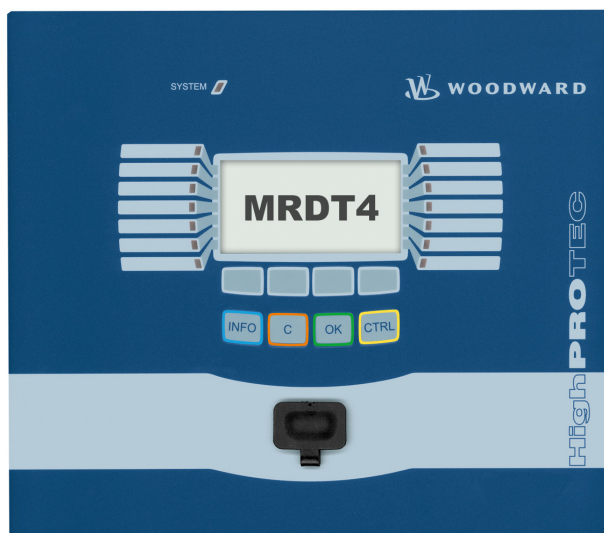 SYSTEM
WOODWARD
MRDT4
INFO
C
OK
CTRL
HighPROTEC